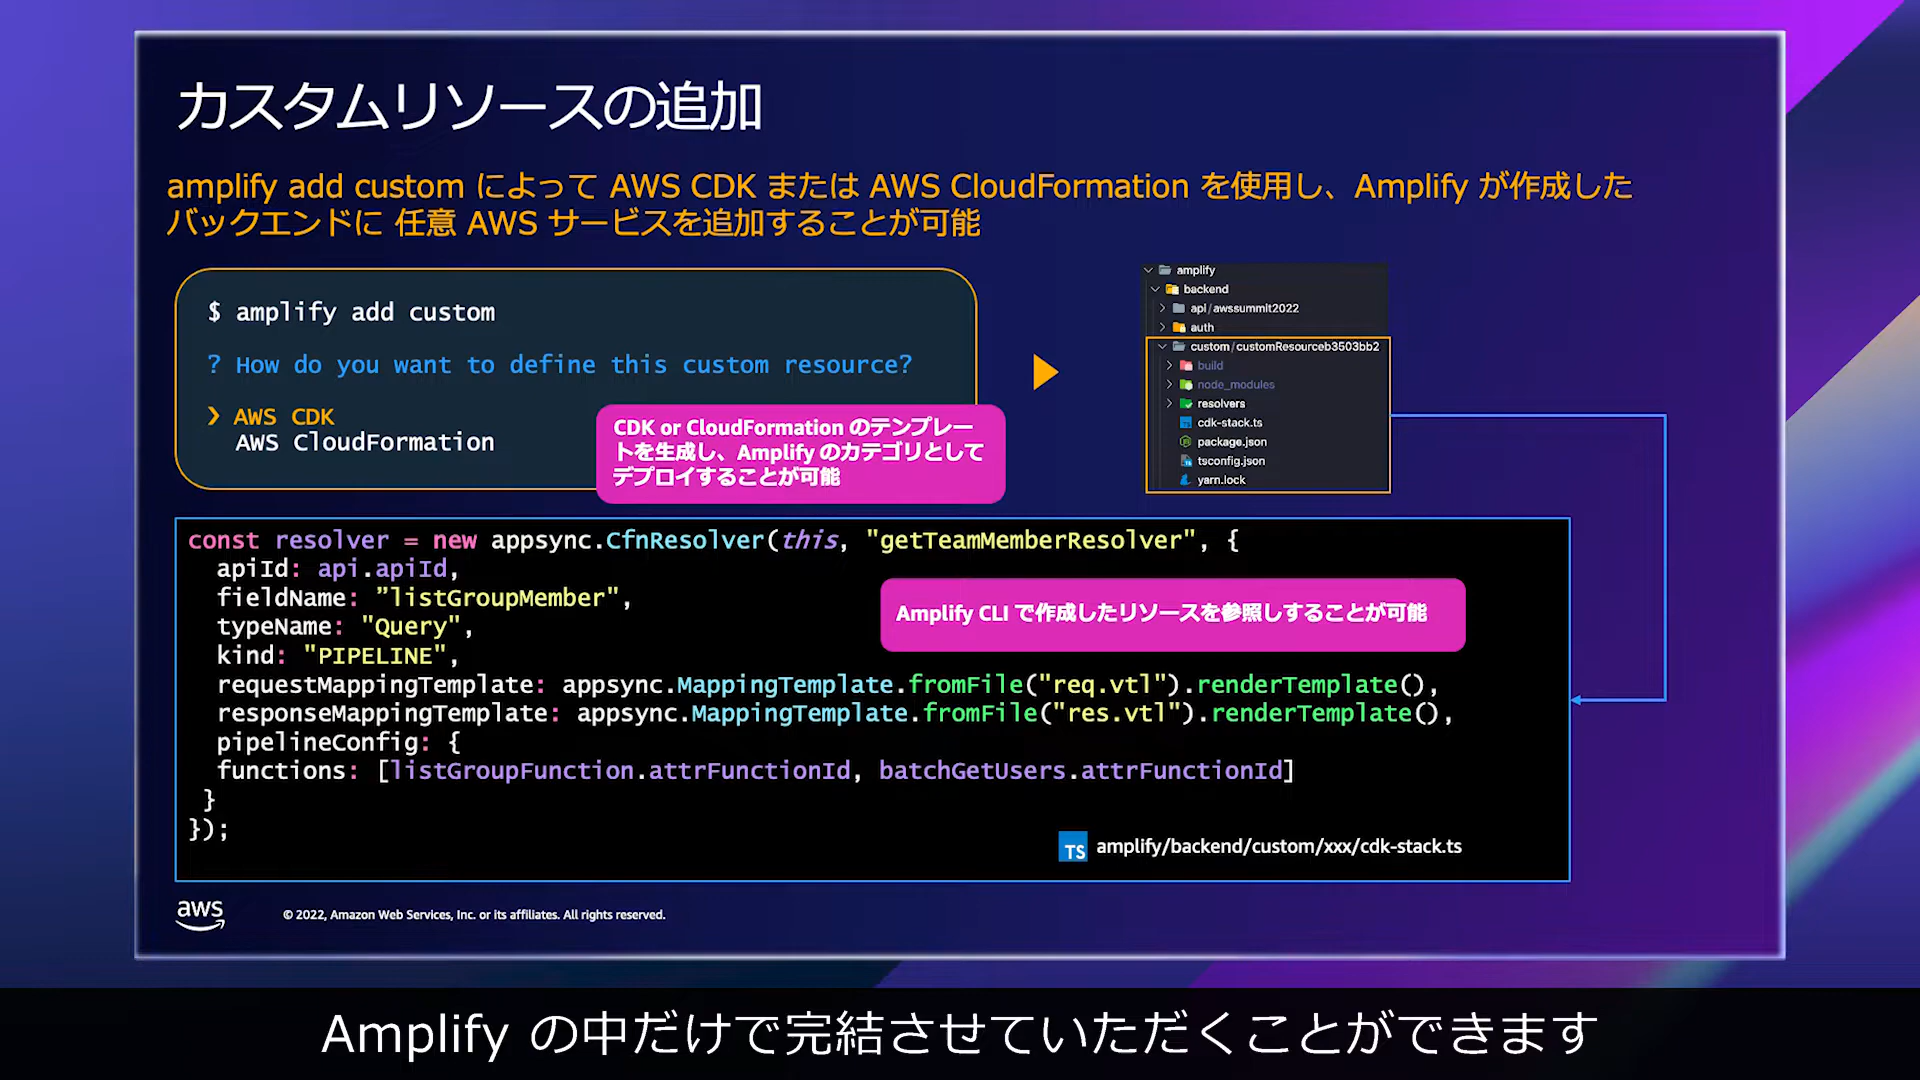 カスタムリソースの追加
amplify add custom によって AWS CDK または AWS CloudFormation を使用し、Amplify が作成した
バックエンドに 任意 AWS サービスを追加することが可能
$ amplify add custom
? How do you want to define this custom resource?
❯ AWS CDK
AWS CloudFormation
CDK or CloudFormation のテンプレー
トを生成し、Amplify のカテゴリとして
デプロイすることが可能
amplify
backend
api/awssummit2022
auth
custom/customResourceb3503bb2
build
node_modules
resolvers
cdk-stack.ts
package.json
tsconfig.json
yarn.lock
const resolver = new appsync.CfnResolver(this, "getTeamMemberResolver", {
apiId: api.apiId,
fieldName: ”listGroupMember",
typeName: "Query",
kind: "PIPELINE",
requestMappingTemplate: appsync.MappingTemplate.fromFile("req.vtl").renderTemplate(),
responseMappingTemplate: appsync.MappingTemplate.fromFile("res.vtl").renderTemplate(),
pipelineConfig: {
functions: [listGroupFunction.attrFunctionId, batchGetUsers.attrFunctionId]
}
});
Amplify CLI で作成したリソースを参照しすることが可能
TS amplify/backend/custom/xxx/cdk-stack.ts
aws
© 2022, Amazon Web Services, Inc. or its affiliates. All rights reserved.
Amplify の中だけで完結させていただくことができます